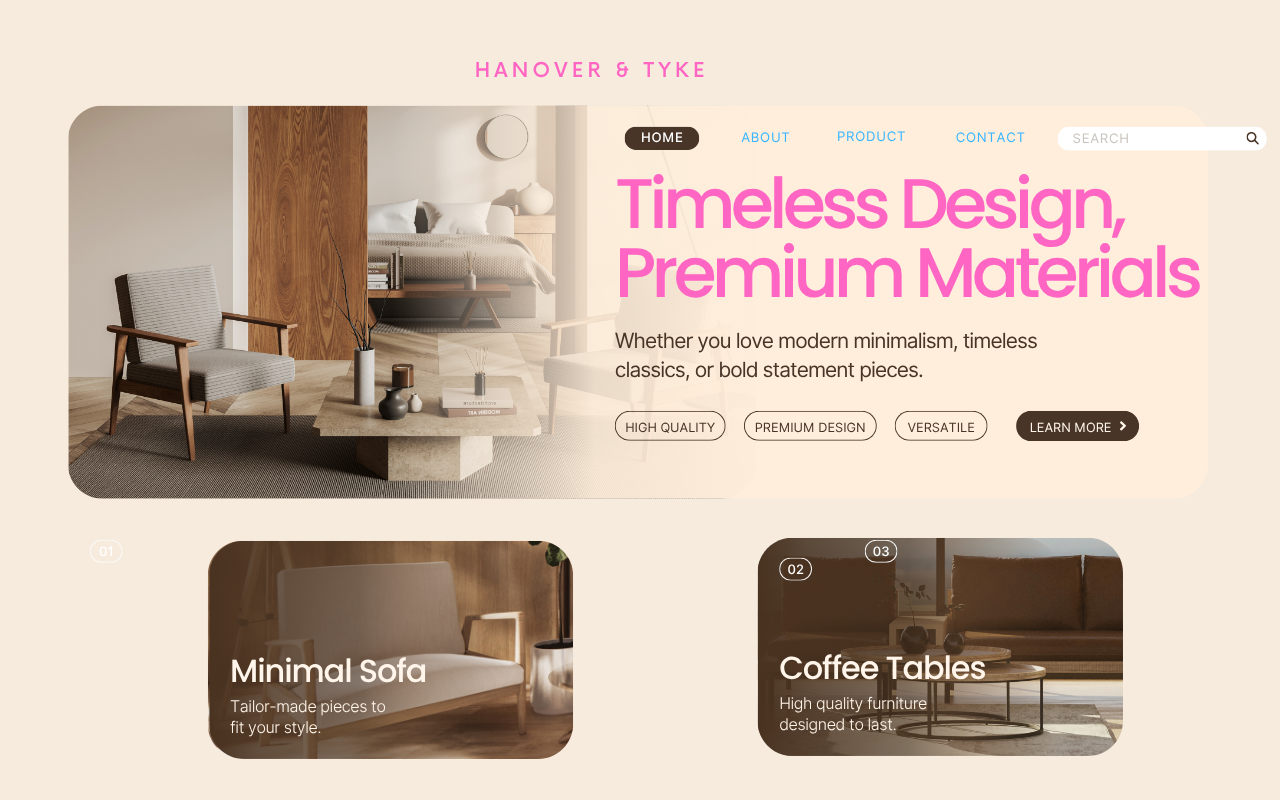 HANOVER & TYKE
HOME
ABOUT
PRODUCT
CONTACT
SEARCH
Timeless Design,
Premium Materials
Whether you love modern minimalism, timeless
classics, or bold statement pieces.
HIGH QUALITY
PREMIUM DESIGN
VERSATILE
LEARN MORE
01
Minimal Sofa
Tailor-made pieces to
fit your style.
02
03
Coffee Tables
High quality furniture
designed to last.